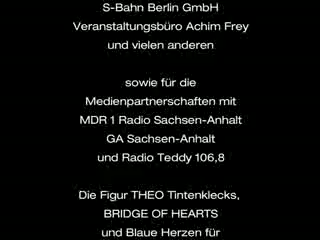 S-Bahn Berlin GmbH
Veranstaltungsbüro Achim Frey
und vielen anderen
sowie für die
Medienpartnerschaften mit
MDR 1 Radio Sachsen-Anhalt
GA Sachsen-Anhalt
und Radio Teddy 106,8
Die Figur THEO Tintenklecks,
BRIDGE OF HEARTS
und Blaue Herzen für